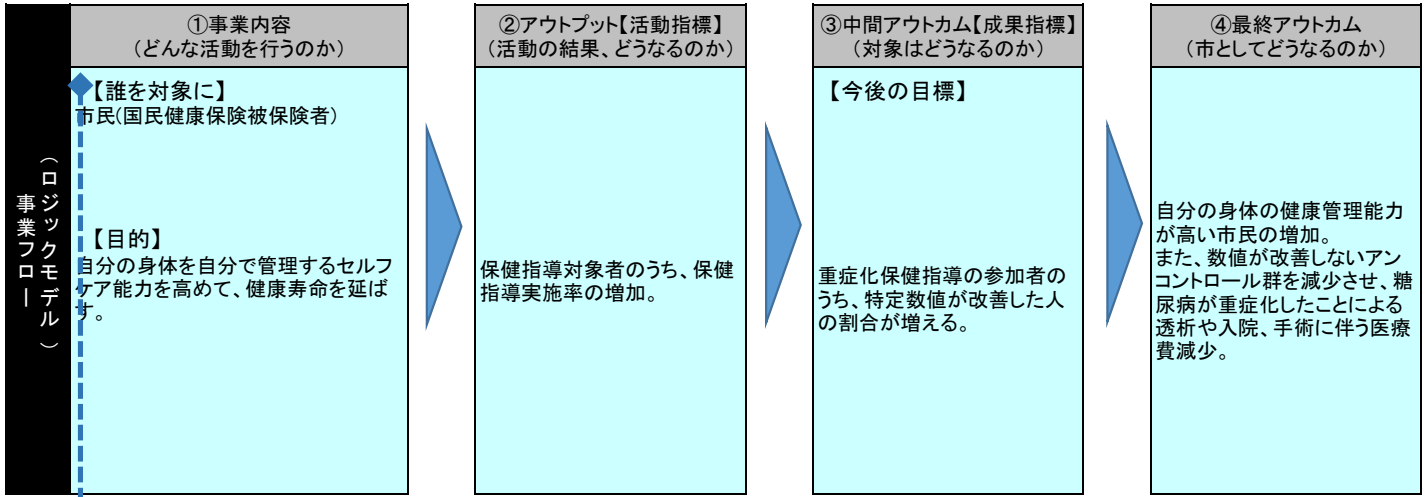 事業フロー
（ロジックモデル）
①事業内容
（どんな活動を行うのか）
【誰を対象に】
市民(国民健康保険被保険者）
【目的】
自分の身体を自分で管理するセルフ
ケア能力を高めて、健康寿命を延ば
す。
②アウトプット【活動指標】
（活動の結果、どうなるのか）
保健指導対象者のうち、保健
指導実施率の増加。
③中間アウトカム【成果指標】
（対象はどうなるのか）
【今後の目標】
重症化保健指導の参加者の
うち、特定数値が改善した人
の割合が増える。
④最終アウトカム
（市としてどうなるのか）
自分の身体の健康管理能力
が高い市民の増加。
また、数値が改善しないアン
コントロール群を減少させ、糖
尿病が重症化したことによる
透析や入院、手術に伴う医療
費減少。